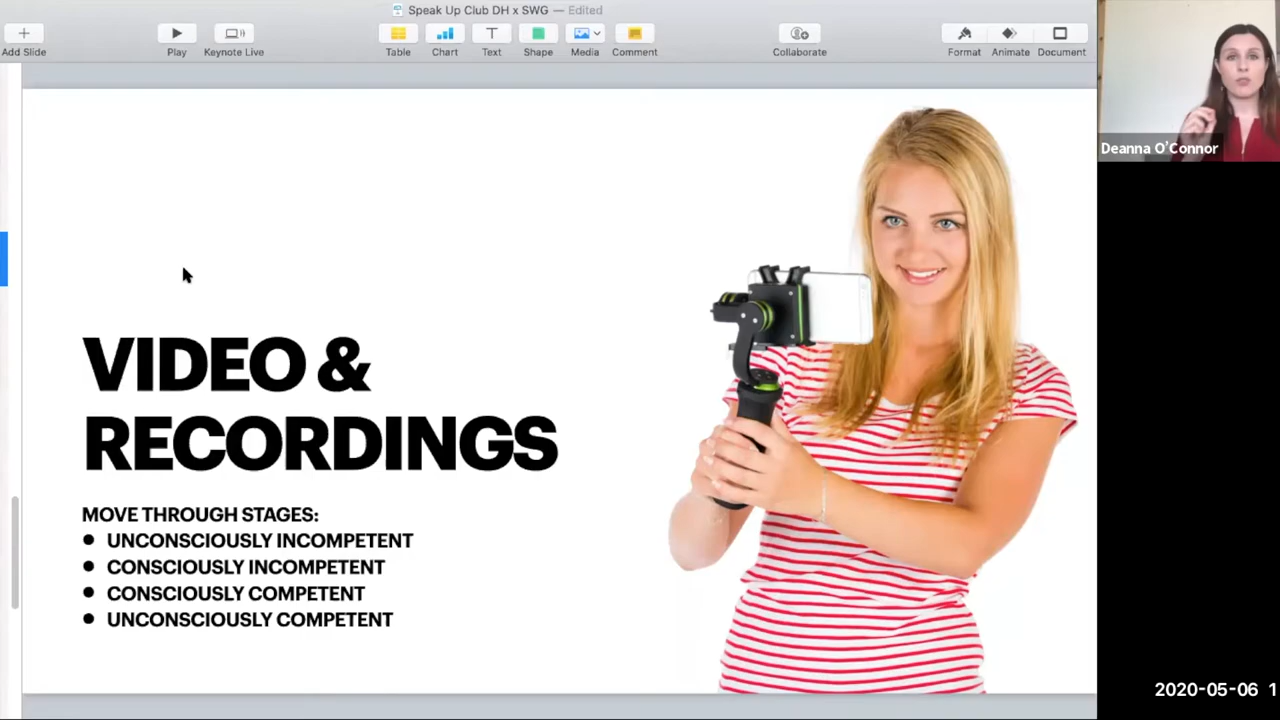 Speak Up Club DH x SWG — Edited
Add Slide
Play
Keynote Live
Table
Chart
Text
Shape
Media
Comment
Collaborate
Format
Animate
Document
Deanna O'Connor
VIDEO &
RECORDINGS
MOVE THROUGH STAGES:
● UNCONSCIOUSLY INCOMPETENT
● CONSCIOUSLY INCOMPETENT
● CONSCIOUSLY COMPETENT
● UNCONSCIOUSLY COMPETENT
2020-05-06 1